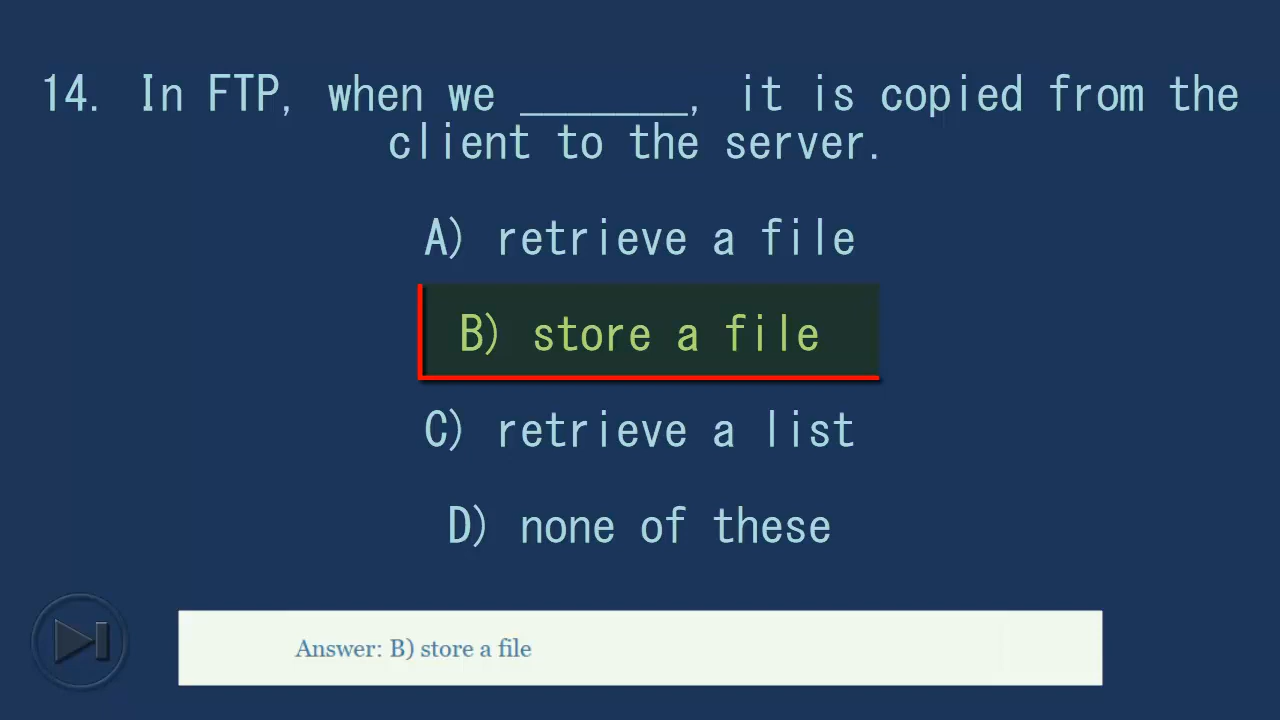 14. In FTP, when we _______, it is copied from the
client to the server.
A) retrieve a file
B) store a file
C) retrieve a list
D) none of these
Answer: B) store a file